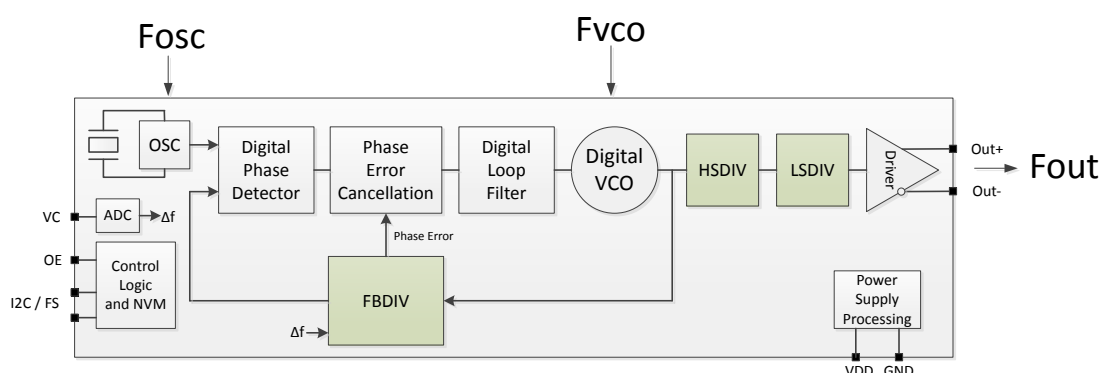 Fosc
Fvco
OSC
Digital
Phase
Detector
Phase
Error
Cancellation
Digital
Loop
Filter
Digital
VCO
HSDIV
LSDIV
Driver
Out+
Out-
Fout
VC
ADC
Δf
Phase Error
OE
I2C / FS
Control
Logic
and NVM
FBDIV
Δf
Power
Supply
Processing
VDD GND